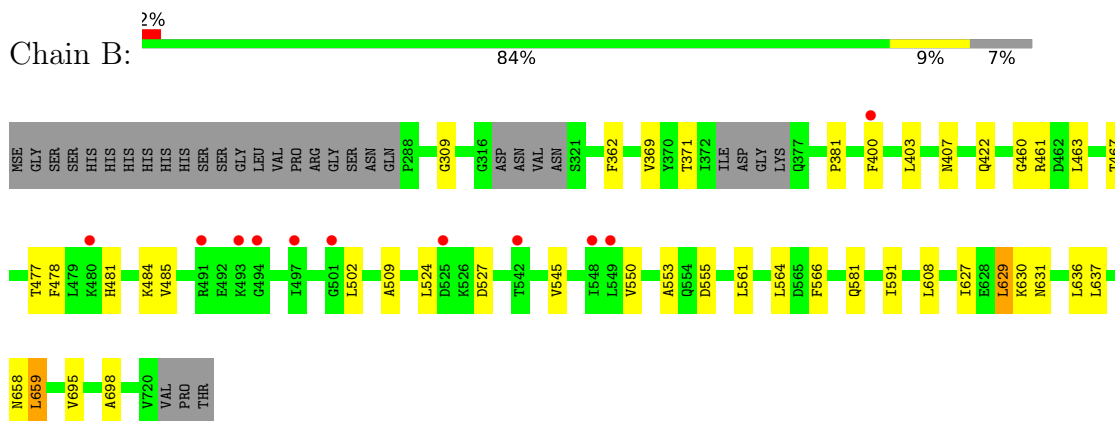 2%
Chain B:
84% 9% 7%
MSE GLY SER SER HIS HIS HIS HIS HIS HIS SER SER GLY LEU VAL PRO ARG GLY SER ASN GLN P288 G309 G316 ASP ASN VAL ASN S321 F362 V369 Y370 T371 I372 ILE ASP GLY LYS Q377 P381 F400 L403 N407 Q422 G460 R461 D462 L463 T467
T477 F478 L479 K480 H481 K484 V485 R491 E492 K493 G494 I497 G501 L502 A509 L524 D525 K526 D527 T542 V545 I548 L549 V550 A553 Q554 D555 L561 L564 D565 F566 Q581 I591 L608 I627 E628 L629 K630 N631 L636 L637
N658 L659 V695 A698 V720 VAL PRO THR